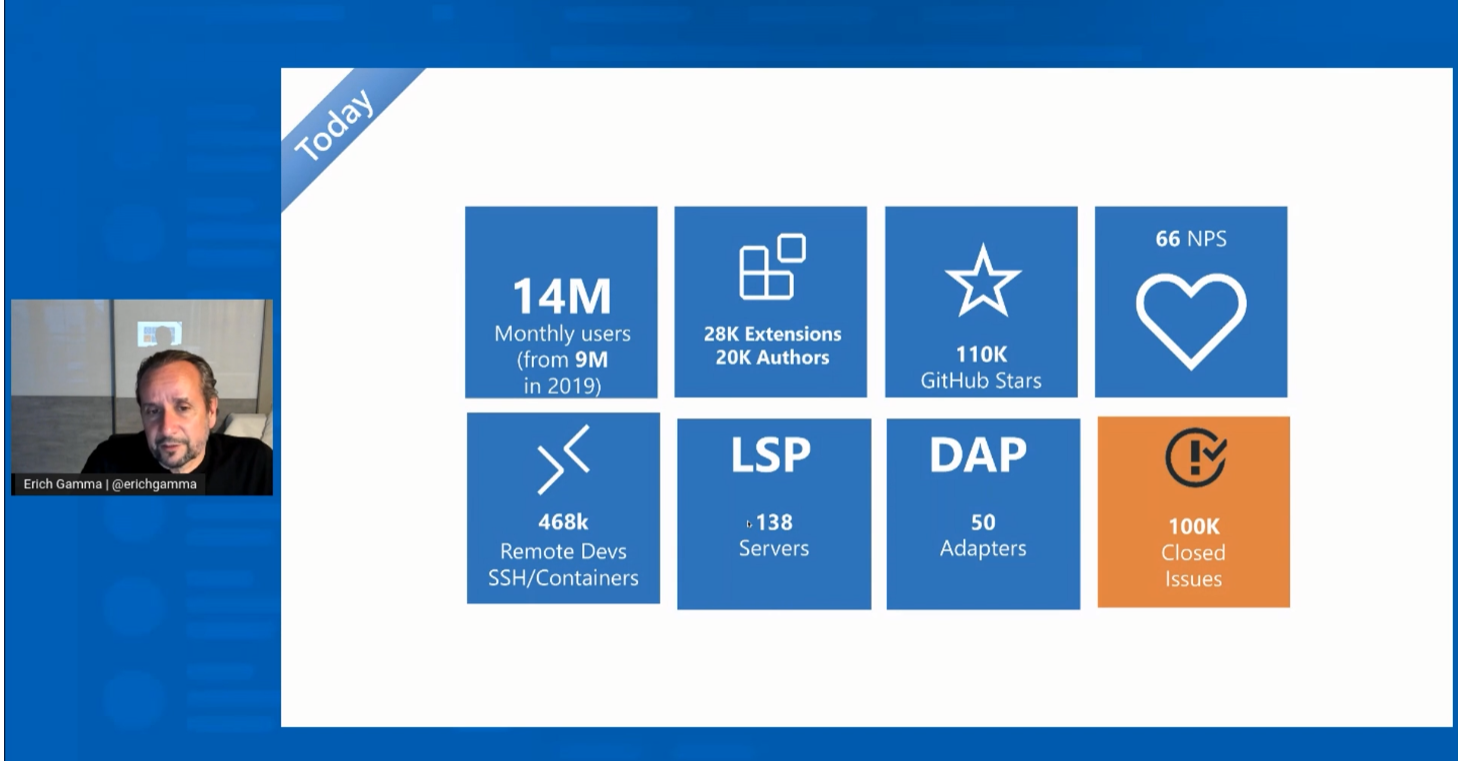 Today
14M
Monthly users
(from 9M
in 2019)
28K Extensions
20K Authors
110K
GitHub Stars
66 NPS
468k
Remote Devs
SSH/Containers
LSP
138
Servers
DAP
50
Adapters
100K
Closed
Issues
Erich Gamma | @erichgamma